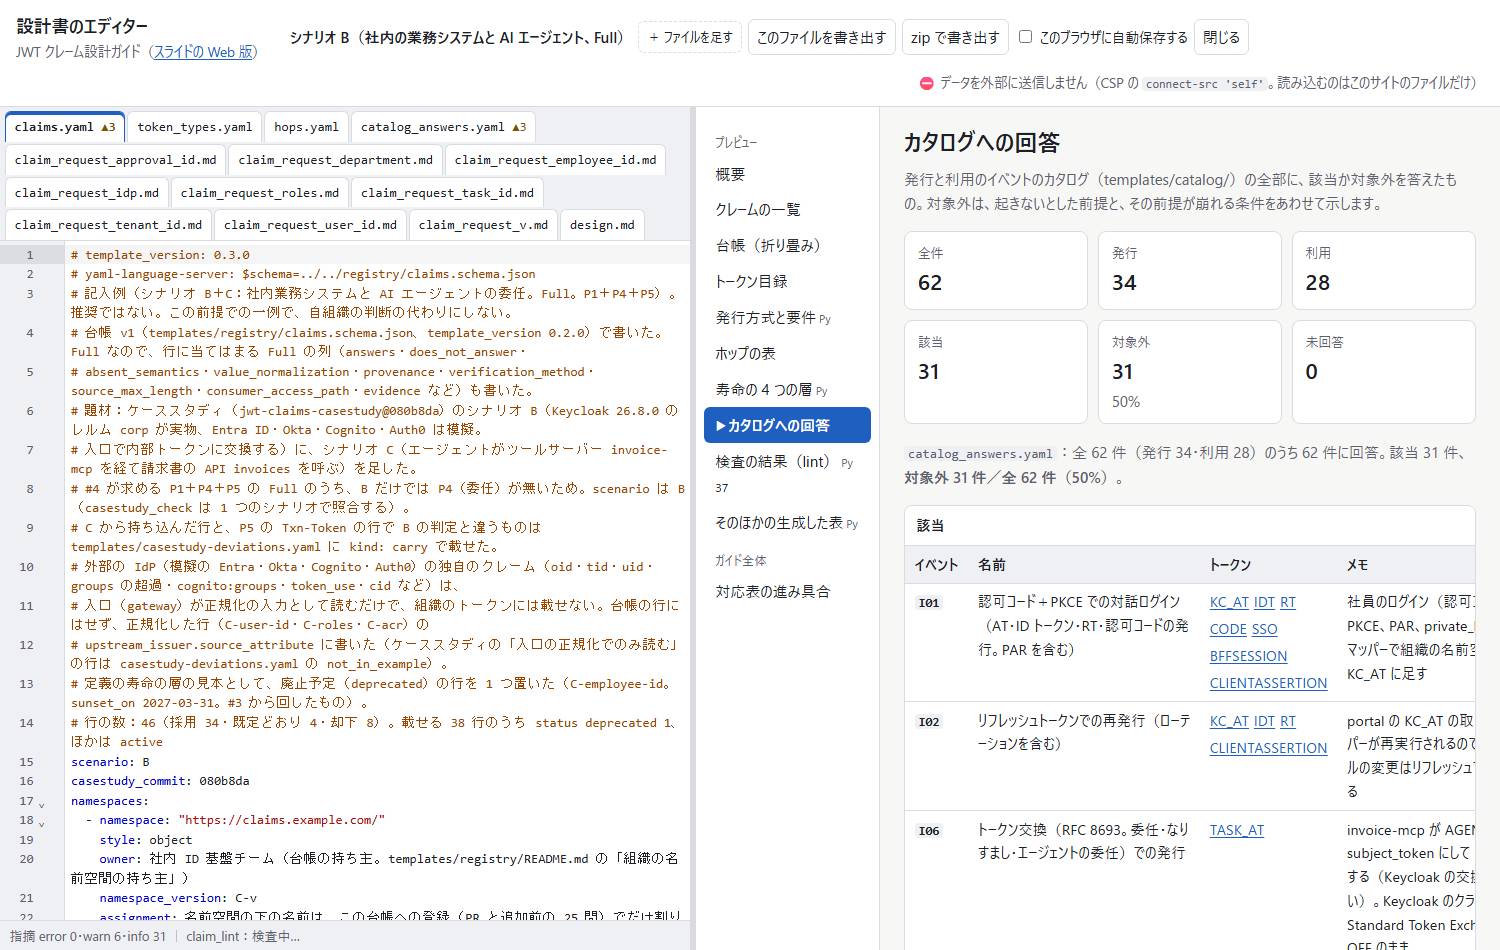 設計書のエディター
JWT クレーム設計ガイド（スライドの Web 版）
シナリオ B（社内の業務システムと AI エージェント、Full）
＋ ファイルを足す
このファイルを書き出す
zip で書き出す
このブラウザに自動保存する
閉じる
⛔ データを外部に送信しません（CSP の connect-src 'self'。読み込むのはこのサイトのファイルだけ）
claims.yaml ▲3
token_types.yaml
hops.yaml
catalog_answers.yaml ▲3
claim_request_approval_id.md
claim_request_department.md
claim_request_employee_id.md
claim_request_idp.md
claim_request_roles.md
claim_request_task_id.md
claim_request_tenant_id.md
claim_request_user_id.md
claim_request_v.md
design.md
1 # template_version: 0.3.0
2 # yaml-language-server: $schema=../../registry/claims.schema.json
3 # 記入例（シナリオ B＋C：社内業務システムと AI エージェントの委任。Full。P1＋P4＋P5）。
推奨ではない。この前提での一例で、自組織の判断の代わりにしない。
4 # 台帳 v1（templates/registry/claims.schema.json、template_version 0.2.0）で書いた。
Full なので、行に当てはまる Full の列（answers・does_not_answer・
5 # absent_semantics・value_normalization・provenance・verification_method・
source_max_length・consumer_access_path・evidence など）も書いた。
6 # 題材：ケーススタディ（jwt-claims-casestudy@080b8da）のシナリオ B（Keycloak 26.8.0 の
レルム corp が実物、Entra ID・Okta・Cognito・Auth0 は模擬。
7 # 入口で内部トークンに交換する）に、シナリオ C（エージェントがツールサーバー invoice-
mcp を経て請求書の API invoices を呼ぶ）を足した。
8 # #4 が求める P1＋P4＋P5 の Full のうち、B だけでは P4（委任）が無いため。scenario は B
（casestudy_check は 1 つのシナリオで照合する）。
9 # C から持ち込んだ行と、P5 の Txn-Token の行で B の判定と違うものは
templates/casestudy-deviations.yaml に kind: carry で載せた。
10 # 外部の IdP（模擬の Entra・Okta・Cognito・Auth0）の独自のクレーム（oid・tid・uid・
groups の超過・cognito:groups・token_use・cid など）は、
11 # 入口（gateway）が正規化の入力として読むだけで、組織のトークンには載せない。台帳の行に
はせず、正規化した行（C-user-id・C-roles・C-acr）の
12 # upstream_issuer.source_attribute に書いた（ケーススタディの「入口の正規化でのみ読む」
の行は casestudy-deviations.yaml の not_in_example）。
13 # 定義の寿命の層の見本として、廃止予定（deprecated）の行を 1 つ置いた（C-employee-id。
sunset_on 2027-03-31。#3 から回したもの）。
14 # 行の数：46（採用 34・既定どおり 4・却下 8）。載せる 38 行のうち status deprecated 1、
ほかは active
15 scenario: B
16 casestudy_commit: 080b8da
17 namespaces:
18 - namespace: "https://claims.example.com/"
19 style: object
20 owner: 社内 ID 基盤チーム（台帳の持ち主。templates/registry/README.md の「組織の名
前空間の持ち主」）
21 namespace_version: C-v
22 assignment: 名前空間の下の名前は、この台帳への登録（PR と追加前の 25 問）でだけ割り
指摘 error 0·warn 6·info 31
claim_lint：検査中…
プレビュー
概要
クレームの一覧
台帳（折り畳み）
トークン目録
発行方式と要件 Py
ホップの表
寿命の 4 つの層 Py
▶カタログへの回答
検査の結果（lint） Py
37
そのほかの生成した表 Py
ガイド全体
対応表の進み具合
カタログへの回答
発行と利用のイベントのカタログ（templates/catalog/）の全部に、該当か対象外を答えたも
の。対象外は、起きないとした前提と、その前提が崩れる条件をあわせて示します。
全件
62
発行
34
利用
28
該当
31
対象外
31
50%
未回答
0
catalog_answers.yaml ：全 62 件（発行 34·利用 28）のうち 62 件に回答。該当 31 件、
対象外 31 件／全 62 件（50%）。
該当
イベント 名前 トークン メモ
I01
認可コード＋PKCE での対話ログイン
（AT·ID トークン·RT·認可コードの発
行。PAR を含む）
KC_AT IDT RT
CODE SSO
BFFSESSION
CLIENTASSERTION
社員のログイン（認可コ
PKCE、PAR、private_
マッパーで組織の名前空
KC_AT に足す
I02
リフレッシュトークンでの再発行（ローテ
ーションを含む）
KC_AT IDT RT
CLIENTASSERTION
portal の KC_AT の取
パーが再実行されるので
ルの変更はリフレッシュ
る
I06
トークン交換（RFC 8693。委任·なり
すまし·エージェントの委任）での発行
TASK_AT
invoice-mcp が AGEN
subject_token にして
する（Keycloak の交換
い）。Keycloak のクラ
Standard Token Exch
OFF のまま